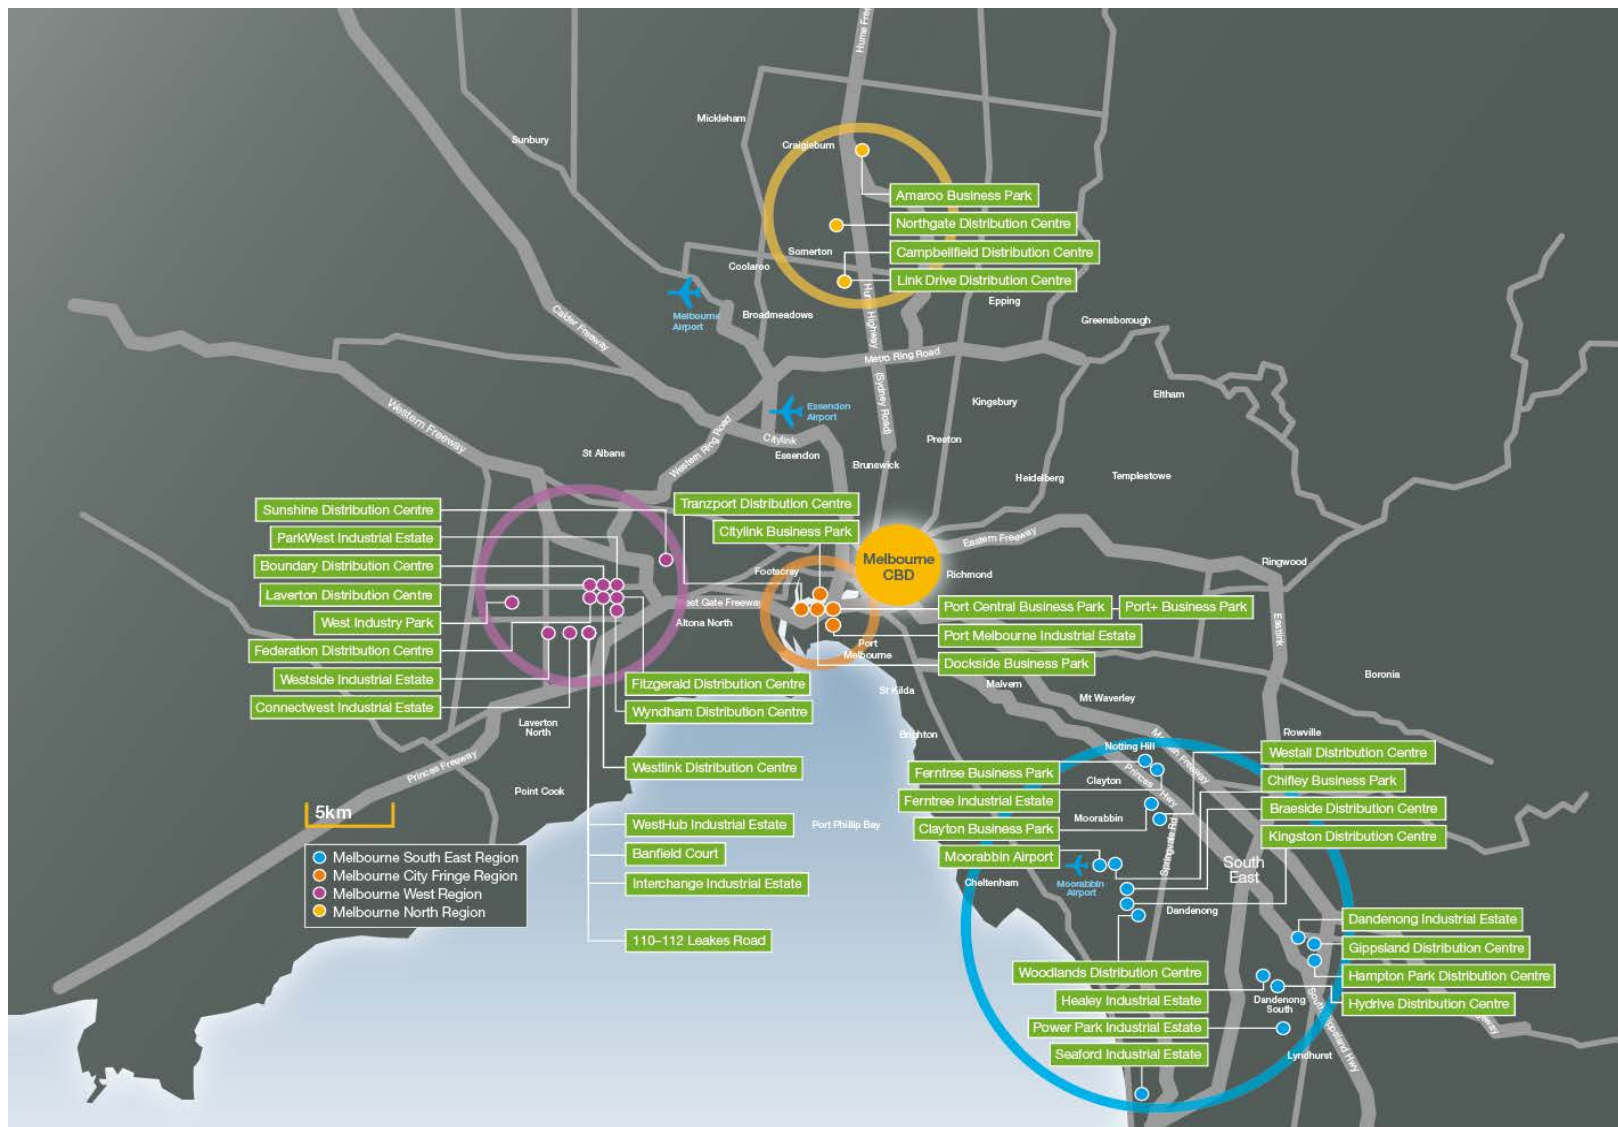 Hume Fre
Mickleham
Sunbury
Craigieburn
Amaroo Business Park
Northgate Distribution Centre
Somerton
Campbellfield Distribution Centre
Coolaroo
Link Drive Distribution Centre
Epping
Melbourne
Airport
Broadmeadows
Greensborough
Calder Freeway
Hume Highway
(Sydney Road)
Metro Ring Road
Eltham
Kingsbury
Essendon
Airport
Western Freeway
Western Ring Road
Citylink
Preston
St Albans
Essendon
Brunswick
Heidelberg
Templestowe
Sunshine Distribution Centre
Tranzport Distribution Centre
ParkWest Industrial Estate
Citylink Business Park
Eastern Freeway
Boundary Distribution Centre
Melbourne
CBD
Footscray
Richmond
Ringwood
Laverton Distribution Centre
West Industry Park
est Gate Freeway
Altona North
Port Central Business Park
Port+ Business Park
Eastlink
Port Melbourne Industrial Estate
Federation Distribution Centre
Port
Melbourne
Dockside Business Park
Westside Industrial Estate
Fitzgerald Distribution Centre
St Kilda
Malvern
Boronia
Mt Waverley
Connectwest Industrial Estate
Wyndham Distribution Centre
Laverton
North
Brighton
Rowville
Princes Freeway
Westlink Distribution Centre
Notting Hill
Westall Distribution Centre
Ferntree Business Park
Clayton
Princes Hwy
Chifley Business Park
Point Cook
Ferntree Industrial Estate
Braeside Distribution Centre
5km
WestHub Industrial Estate
Port Phillip Bay
Clayton Business Park
Moorabbin
Springvale Rd
Kingston Distribution Centre
Melbourne South East Region
Banfield Court
Moorabbin Airport
South
East
Melbourne City Fringe Region
Interchange Industrial Estate
Cheltenham
Moorabbin
Airport
Melbourne West Region
Melbourne North Region
Dandenong
Dandenong Industrial Estate
110–112 Leakes Road
Gippsland Distribution Centre
Woodlands Distribution Centre
Hampton Park Distribution Centre
Healey Industrial Estate
Dandenong
South
Hydrive Distribution Centre
Power Park Industrial Estate
Seaford Industrial Estate
Lyndhurst